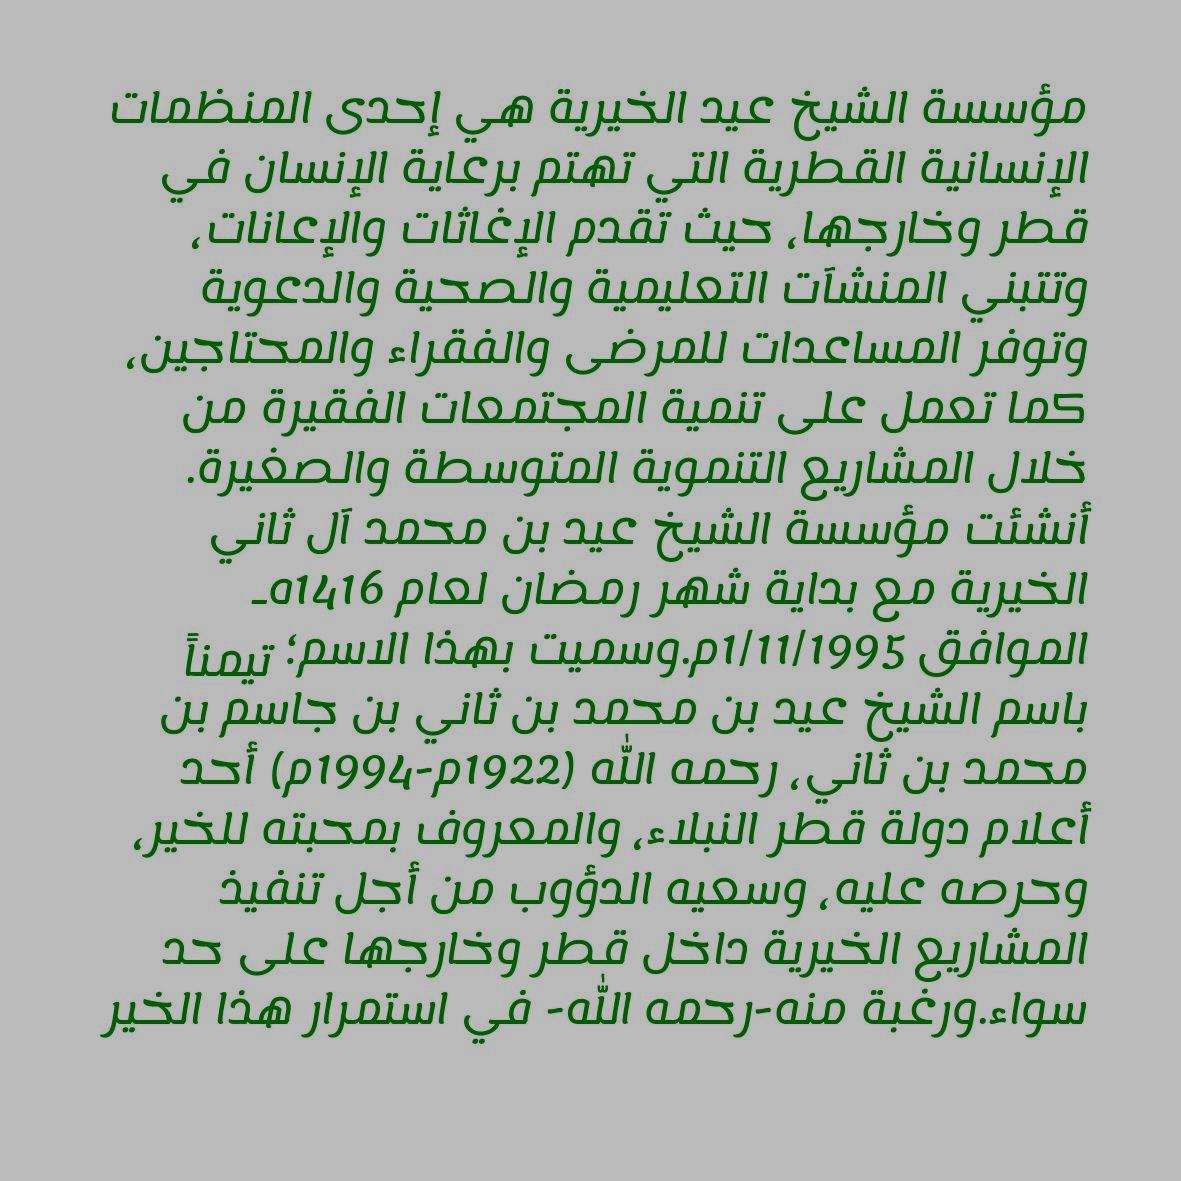 مؤسسة الشيخ عيد الخيرية هي إحدى المنظمات
الإنسانية القطرية التي تهتم برعاية الإنسان في
قطر وخارجها، حيث تقدم الإغاثات والإعانات،
وتتبني المنشآت التعليمية والصحية والدعوية
وتوفر المساعدات للمرضى والفقراء والمحتاجين،
كما تعمل على تنمية المجتمعات الفقيرة من
خلال المشاريع التنموية المتوسطة والصغيرة.
أنشئت مؤسسة الشيخ عيد بن محمد آل ثاني
الخيرية مع بداية شهر رمضان لعام 1416هـ
الموافق 1/11/1995م.وسميت بهذا الاسم؛ تيمناً
باسم الشيخ عيد بن محمد بن ثاني بن جاسم بن
محمد بن ثاني، رحمه الله (1922م-1994م) أحد
أعلام دولة قطر النبلاء، والمعروف بمحبته للخير،
وحرصه عليه، وسعيه الدؤوب من أجل تنفيذ
المشاريع الخيرية داخل قطر وخارجها على حد
سواء.ورغبة منه-رحمه الله- في استمرار هذا الخير